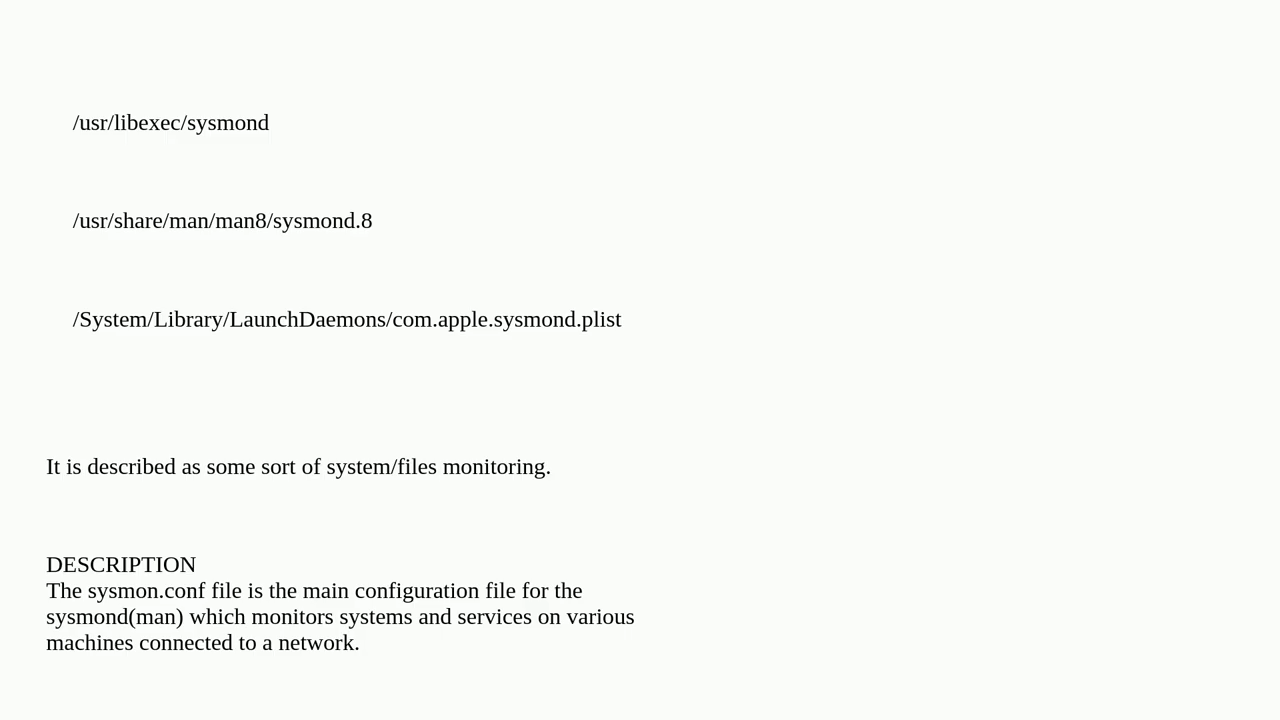 /usr/libexec/sysmond
/usr/share/man/man8/sysmond.8
/System/Library/LaunchDaemons/com.apple.sysmond.plist
It is described as some sort of system/files monitoring.
DESCRIPTION
The sysmon.conf file is the main configuration file for the
sysmond(man) which monitors systems and services on various
machines connected to a network.